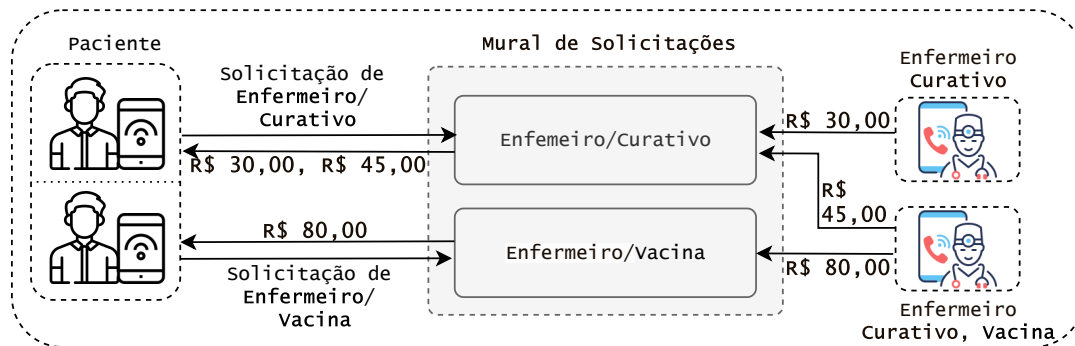 Paciente
Solicitação de
Enfermeiro/
Curativo
R$ 30,00, R$ 45,00
R$ 80,00
Solicitação de
Enfermeiro/
Vacina
Mural de Solicitações
Enfemeiro/Curativo
Enfermeiro/Vacina
R$ 30,00
R$
45,00
R$ 80,00
Enfermeiro
Curativo
Enfermeiro
Curativo, Vacina